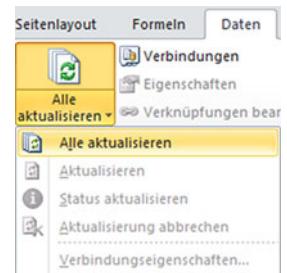 Seitenlayout Formeln Daten
Verbindungen
Eigenschaften
Alle
aktualisieren Verknüpfungen bear
Alle aktualisieren
Aktualisieren
Status aktualisieren
Aktualisierung abbrechen
Verbindungseigenschaften...